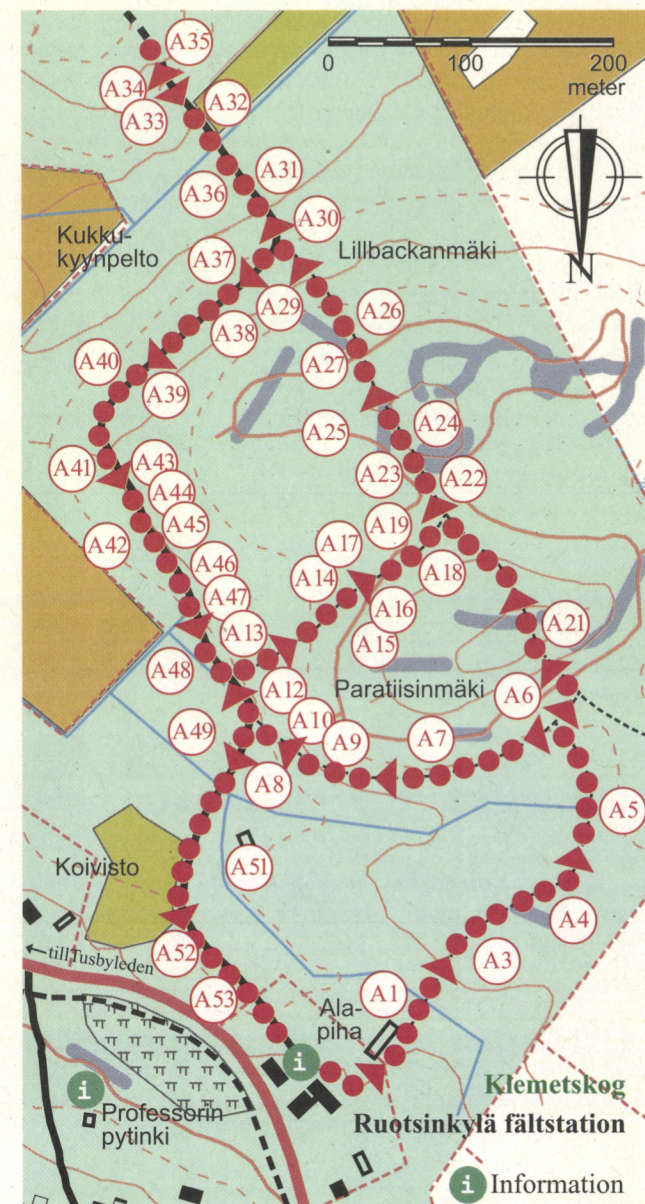 A35
A34
A33
A32
0 100 200
meter
A36
A31
A30
N
Kukku-
kyynpelto
A37
Lillbackanmäki
A29
A38
A26
A27
A40
A39
A25
A24
A41
A43
A44
A45
A42
A46
A47
A23
A22
A19
A17
A18
A14
A16
A15
A13
A21
A48
A12
Paratiisinmäki
A6
A10
A9
A7
A49
A8
A5
Koivisto
A51
A4
←till Tusbyleden
A52
A3
A53
A1
Ala-
piha
i
i
Professorin
pytinki
Klemetskog
Ruotsinkylä fältstation
i Information